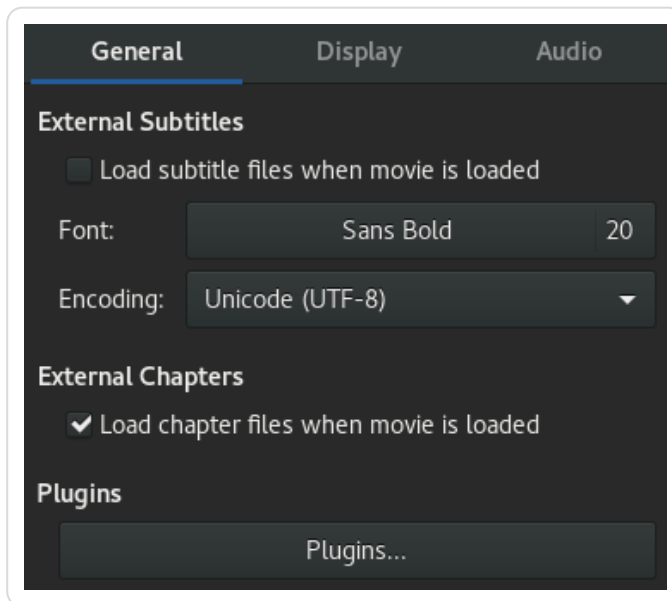 General Display Audio
External Subtitles
Load subtitle files when movie is loaded
Font: Sans Bold 20
Encoding: Unicode (UTF-8)
External Chapters
Load chapter files when movie is loaded
Plugins
Plugins...